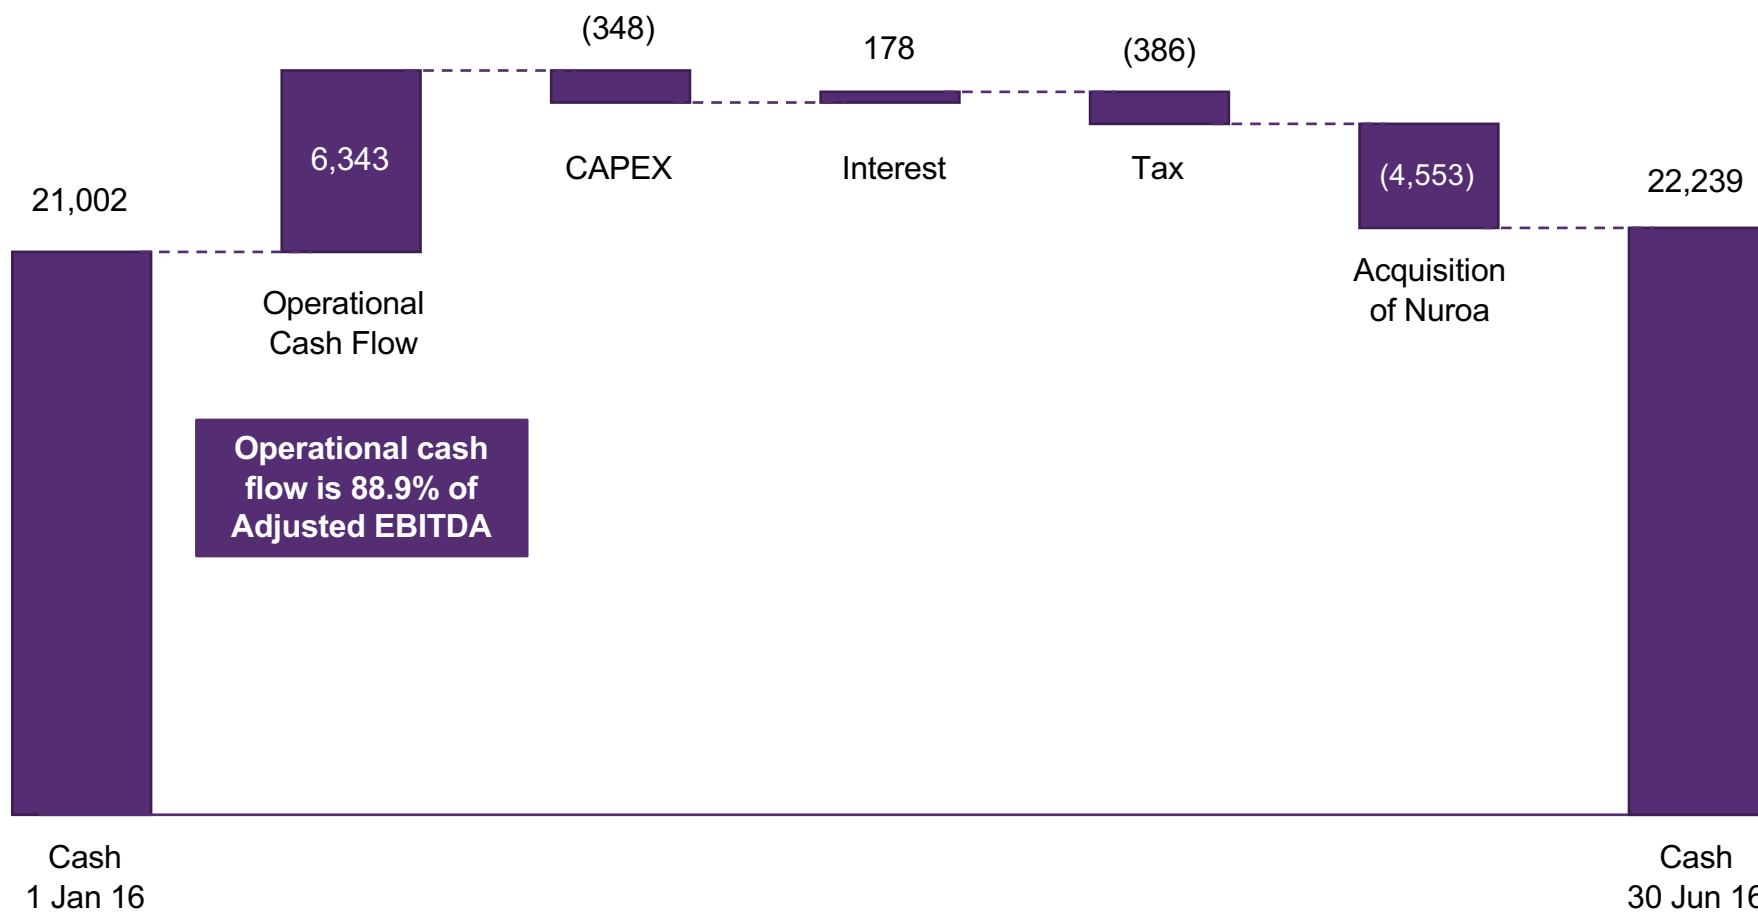 (348)
178
(386)
6,343
CAPEX
Interest
Tax
(4,553)
21,002
22,239
Operational
Cash Flow
Acquisition
of Nuroa
Operational cash
flow is 88.9% of
Adjusted EBITDA
Cash
1 Jan 16
Cash
30 Jun 16